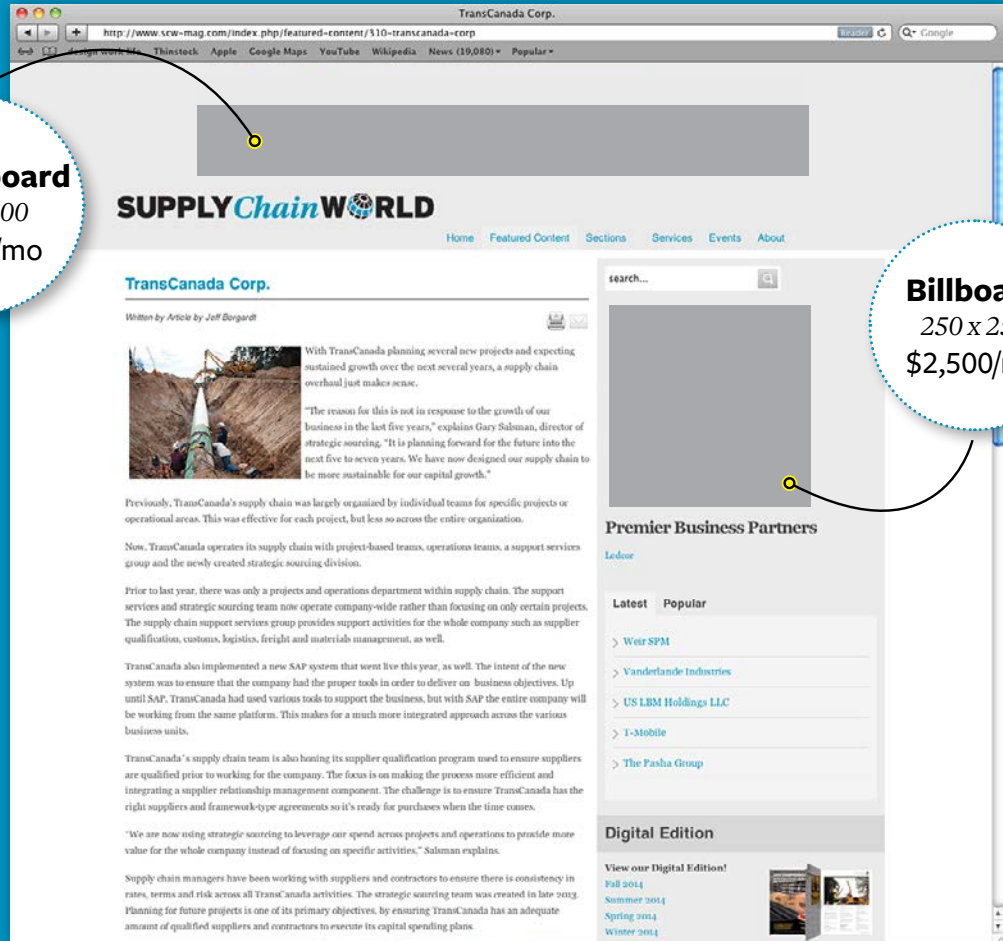 TransCanada Corp.
http://www.scw-mag.com/index.php/featured-content/310-transcanada-corp
Reader
Google
design work life Thinstock Apple Google Maps YouTube Wikipedia News (19,080) Popular
oard
00
/mo
SUPPLY Chain WORLD
Home Featured Content Sections Services Events About
TransCanada Corp.
Written by Article by Jeff Borgardt
With TransCanada planning several new projects and expecting
sustained growth over the next several years, a supply chain
overhaul just makes sense.
"The reason for this is not in response to the growth of our
business in the last five years," explains Gary Salsman, director of
strategic sourcing. "It is planning forward for the future into the
next five to seven years. We have now designed our supply chain to
be more sustainable for our capital growth."
Previously, TransCanada's supply chain was largely organized by individual teams for specific projects or
operational areas. This was effective for each project, but less so across the entire organization.
Now, TransCanada operates its supply chain with project-based teams, operations teams, a support services
group and the newly created strategic sourcing division.
Prior to last year, there was only a projects and operations department within supply chain. The support
services and strategic sourcing team now operate company-wide rather than focusing on only certain projects.
The supply chain support services group provides support activities for the whole company such as supplier
qualification, customs, logistics, freight and materials management, as well.
TransCanada also implemented a new SAP system that went live this year, as well. The intent of the new
system was to ensure that the company had the proper tools in order to deliver on business objectives. Up
until SAP, TransCanada had used various tools to support the business, but with SAP the entire company will
be working from the same platform. This makes for a much more integrated approach across the various
business units.
TransCanada's supply chain team is also honing its supplier qualification program used to ensure suppliers
are qualified prior to working for the company. The focus is on making the process more efficient and
integrating a supplier relationship management component. The challenge is to ensure TransCanada has the
right suppliers and framework-type agreements so it's ready for purchases when the time comes.
"We are now using strategic sourcing to leverage our spend across projects and operations to provide more
value for the whole company instead of focusing on specific activities," Salsman explains.
Supply chain managers have been working with suppliers and contractors to ensure there is consistency in
rates, terms and risk across all TransCanada activities. The strategic sourcing team was created in late 2013.
Planning for future projects is one of its primary objectives, by ensuring TransCanada has an adequate
amount of qualified suppliers and contractors to execute its capital spending plans.
search...
Billboa
250 x 25
$2,500/
Premier Business Partners
Ledcor
Latest Popular
Weir SPM
Vanderlande Industries
US LBM Holdings LLC
T-Mobile
The Pasha Group
Digital Edition
View our Digital Edition!
Fall 2014
Summer 2014
Spring 2014
Winter 2014